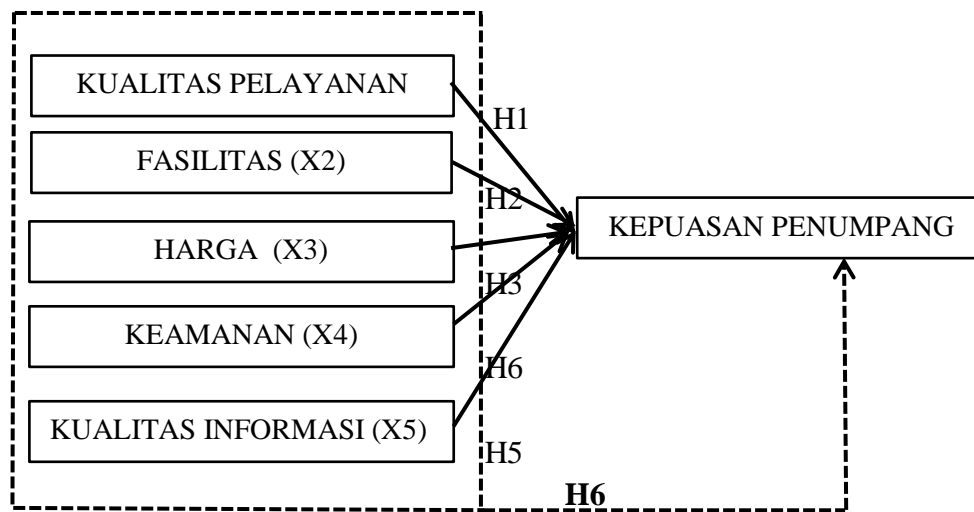 KUALITAS PELAYANAN
H1
FASILITAS (X2)
H2
HARGA (X3)
KEPUASAN PENUMPANG
H3
KEAMANAN (X4)
H6
KUALITAS INFORMASI (X5)
H5
H6